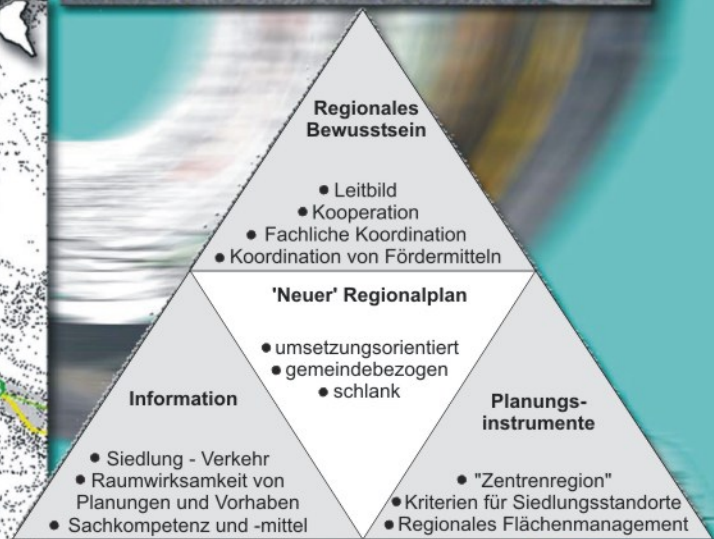 Regionales
Bewusstsein
● Leitbild
● Kooperation
● Fachliche Koordination
● Koordination von Fördermitteln
'Neuer' Regionalplan
● umsetzungsorientiert
● gemeindebezogen
● schlank
Information
● Siedlung - Verkehr
● Raumwirksamkeit von
Planungen und Vorhaben
● Sachkompetenz und -mittel
Planungs-
instrumente
● "Zentrenregion"
● Kriterien für Siedlungsstandorte
● Regionales Flächenmanagement